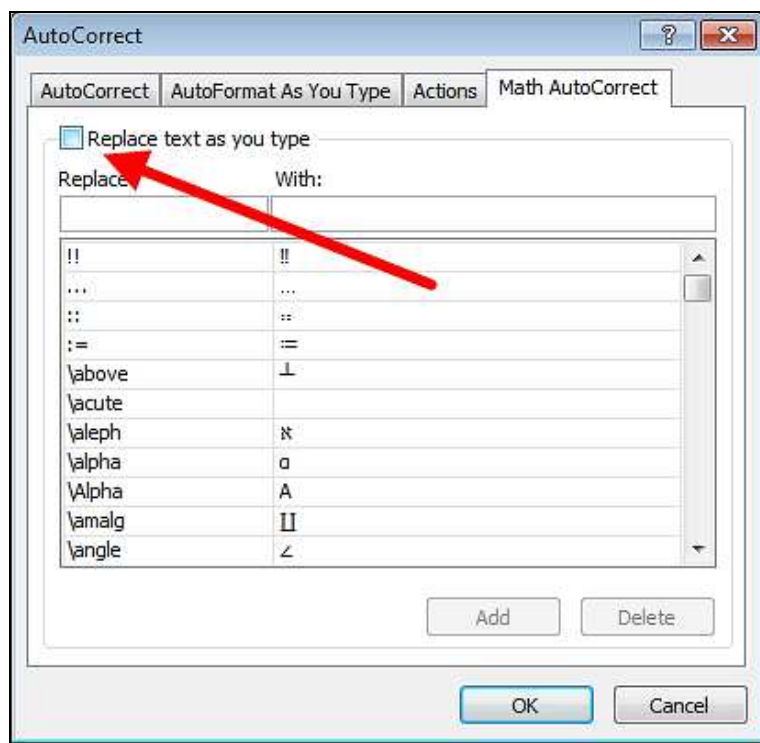 AutoCorrect
AutoCorrect AutoFormat As You Type Actions Math AutoCorrect
Replace text as you type
Replace With:
!! ‼
... …
:: ∷
:= ≔
\above ┴
\acute
\aleph ℵ
\alpha α
\Alpha Α
\amalg ∐
\angle ∠
Add Delete
OK Cancel